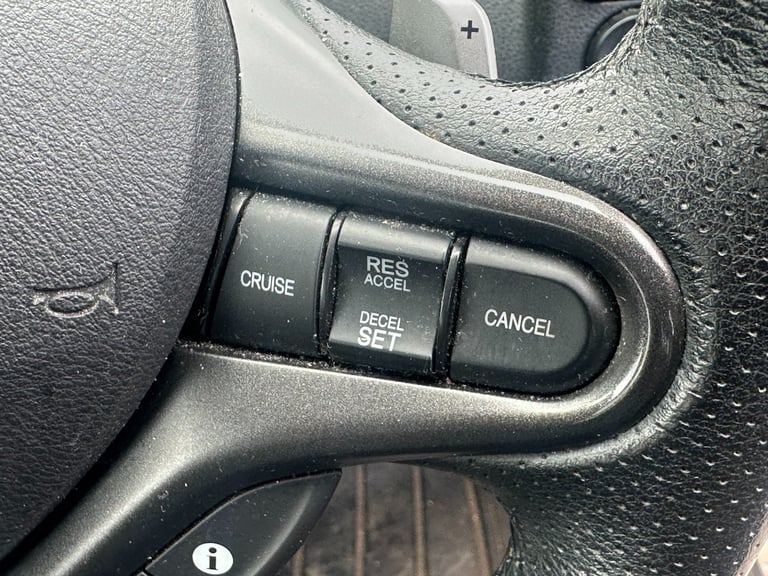 +
CRUISE
RES
ACCEL
DECEL
SET
CANCEL
i